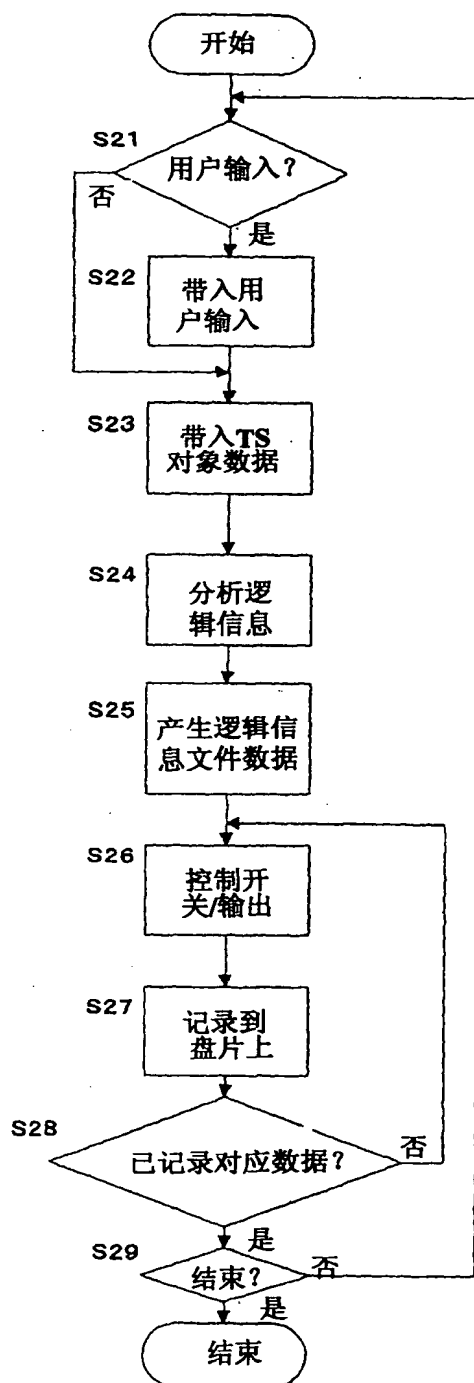 开始
S21
用户输入?
否
是
S22
带入用
户输入
S23
带入TS
对象数据
S24
分析逻
辑信息
S25
产生逻辑信
息文件数据
S26
控制开
关/输出
S27
记录到
盘片上
S28
已记录对应数据?
否
是
S29
结束?
否
是
结束